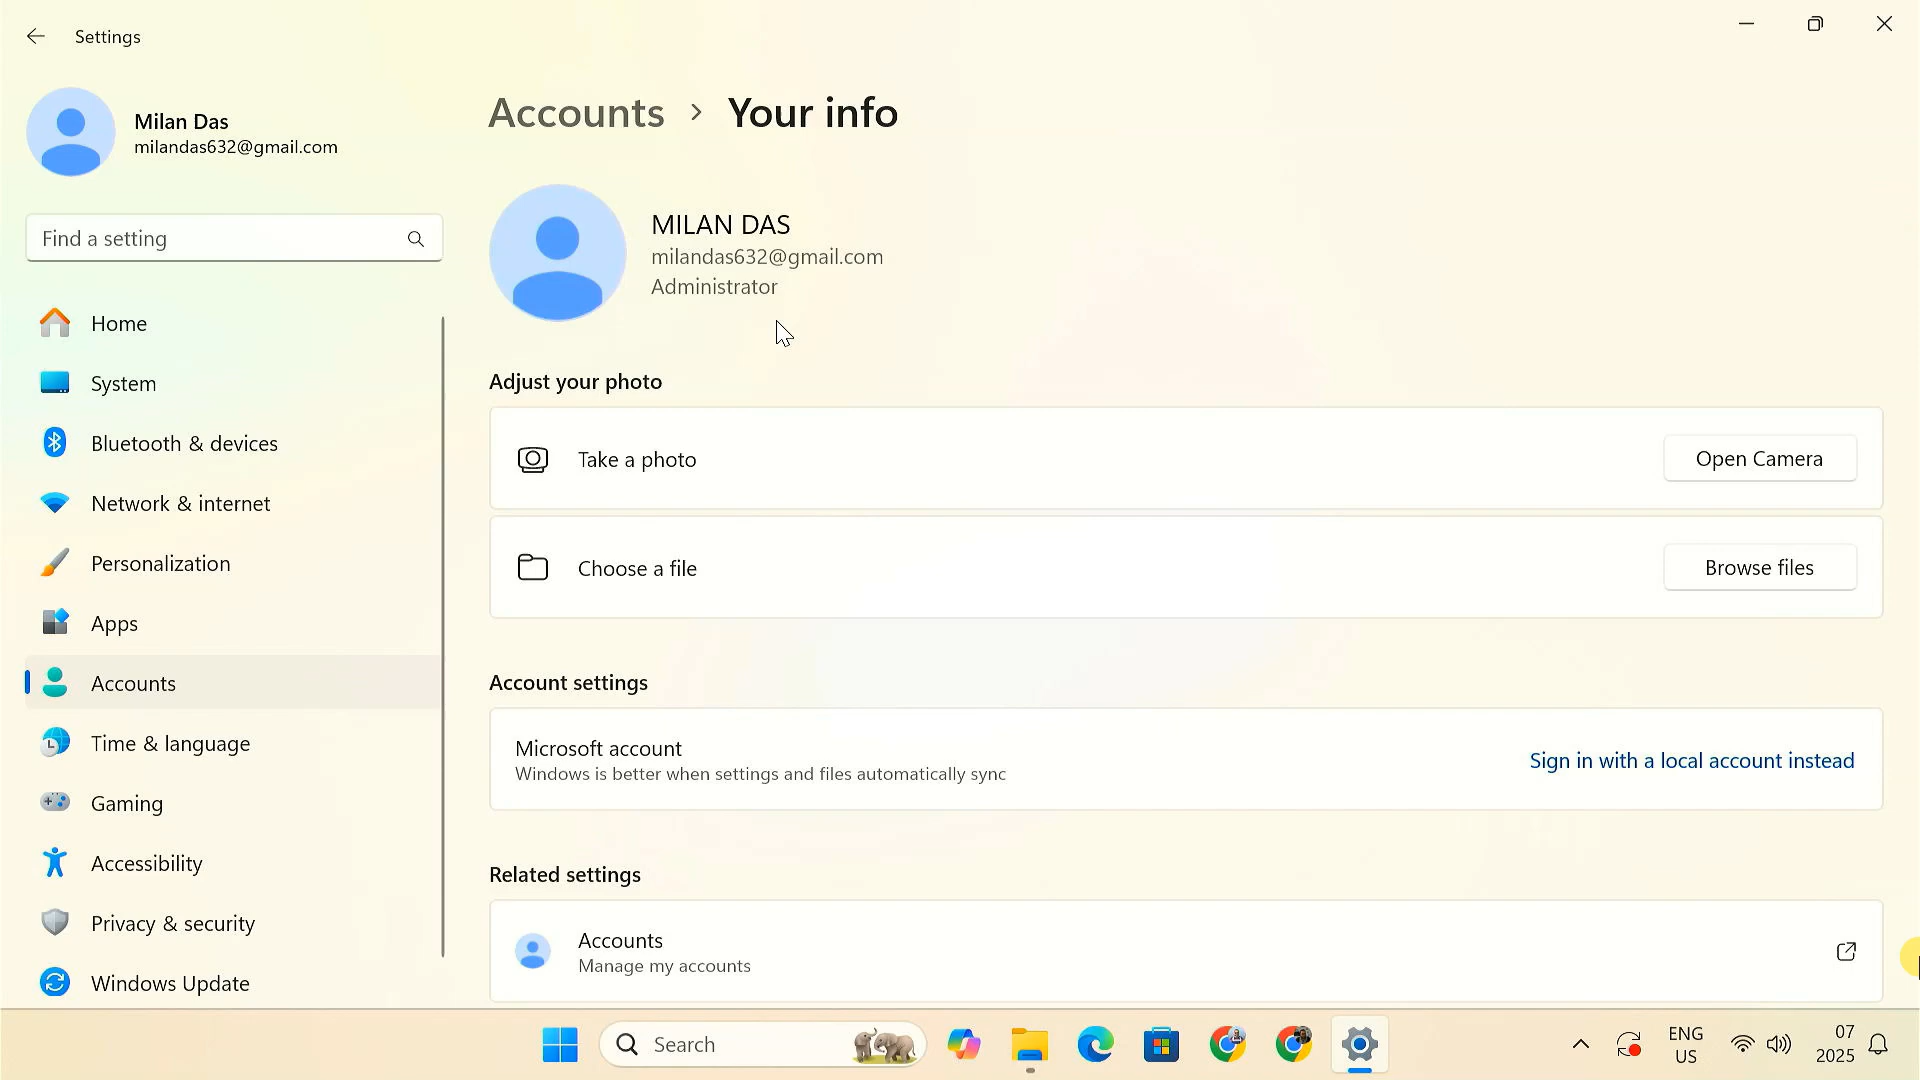 Settings
Milan Das
milandas632@gmail.com
Find a setting
Home
System
Bluetooth & devices
Network & internet
Personalization
Apps
Accounts
Time & language
Gaming
Accessibility
Privacy & security
Windows Update
Accounts > Your info
MILAN DAS
milandas632@gmail.com
Administrator
Adjust your photo
Take a photo
Open Camera
Choose a file
Browse files
Account settings
Microsoft account
Windows is better when settings and files automatically sync
Sign in with a local account instead
Related settings
Accounts
Manage my accounts
Search
ENG
US
07
2025